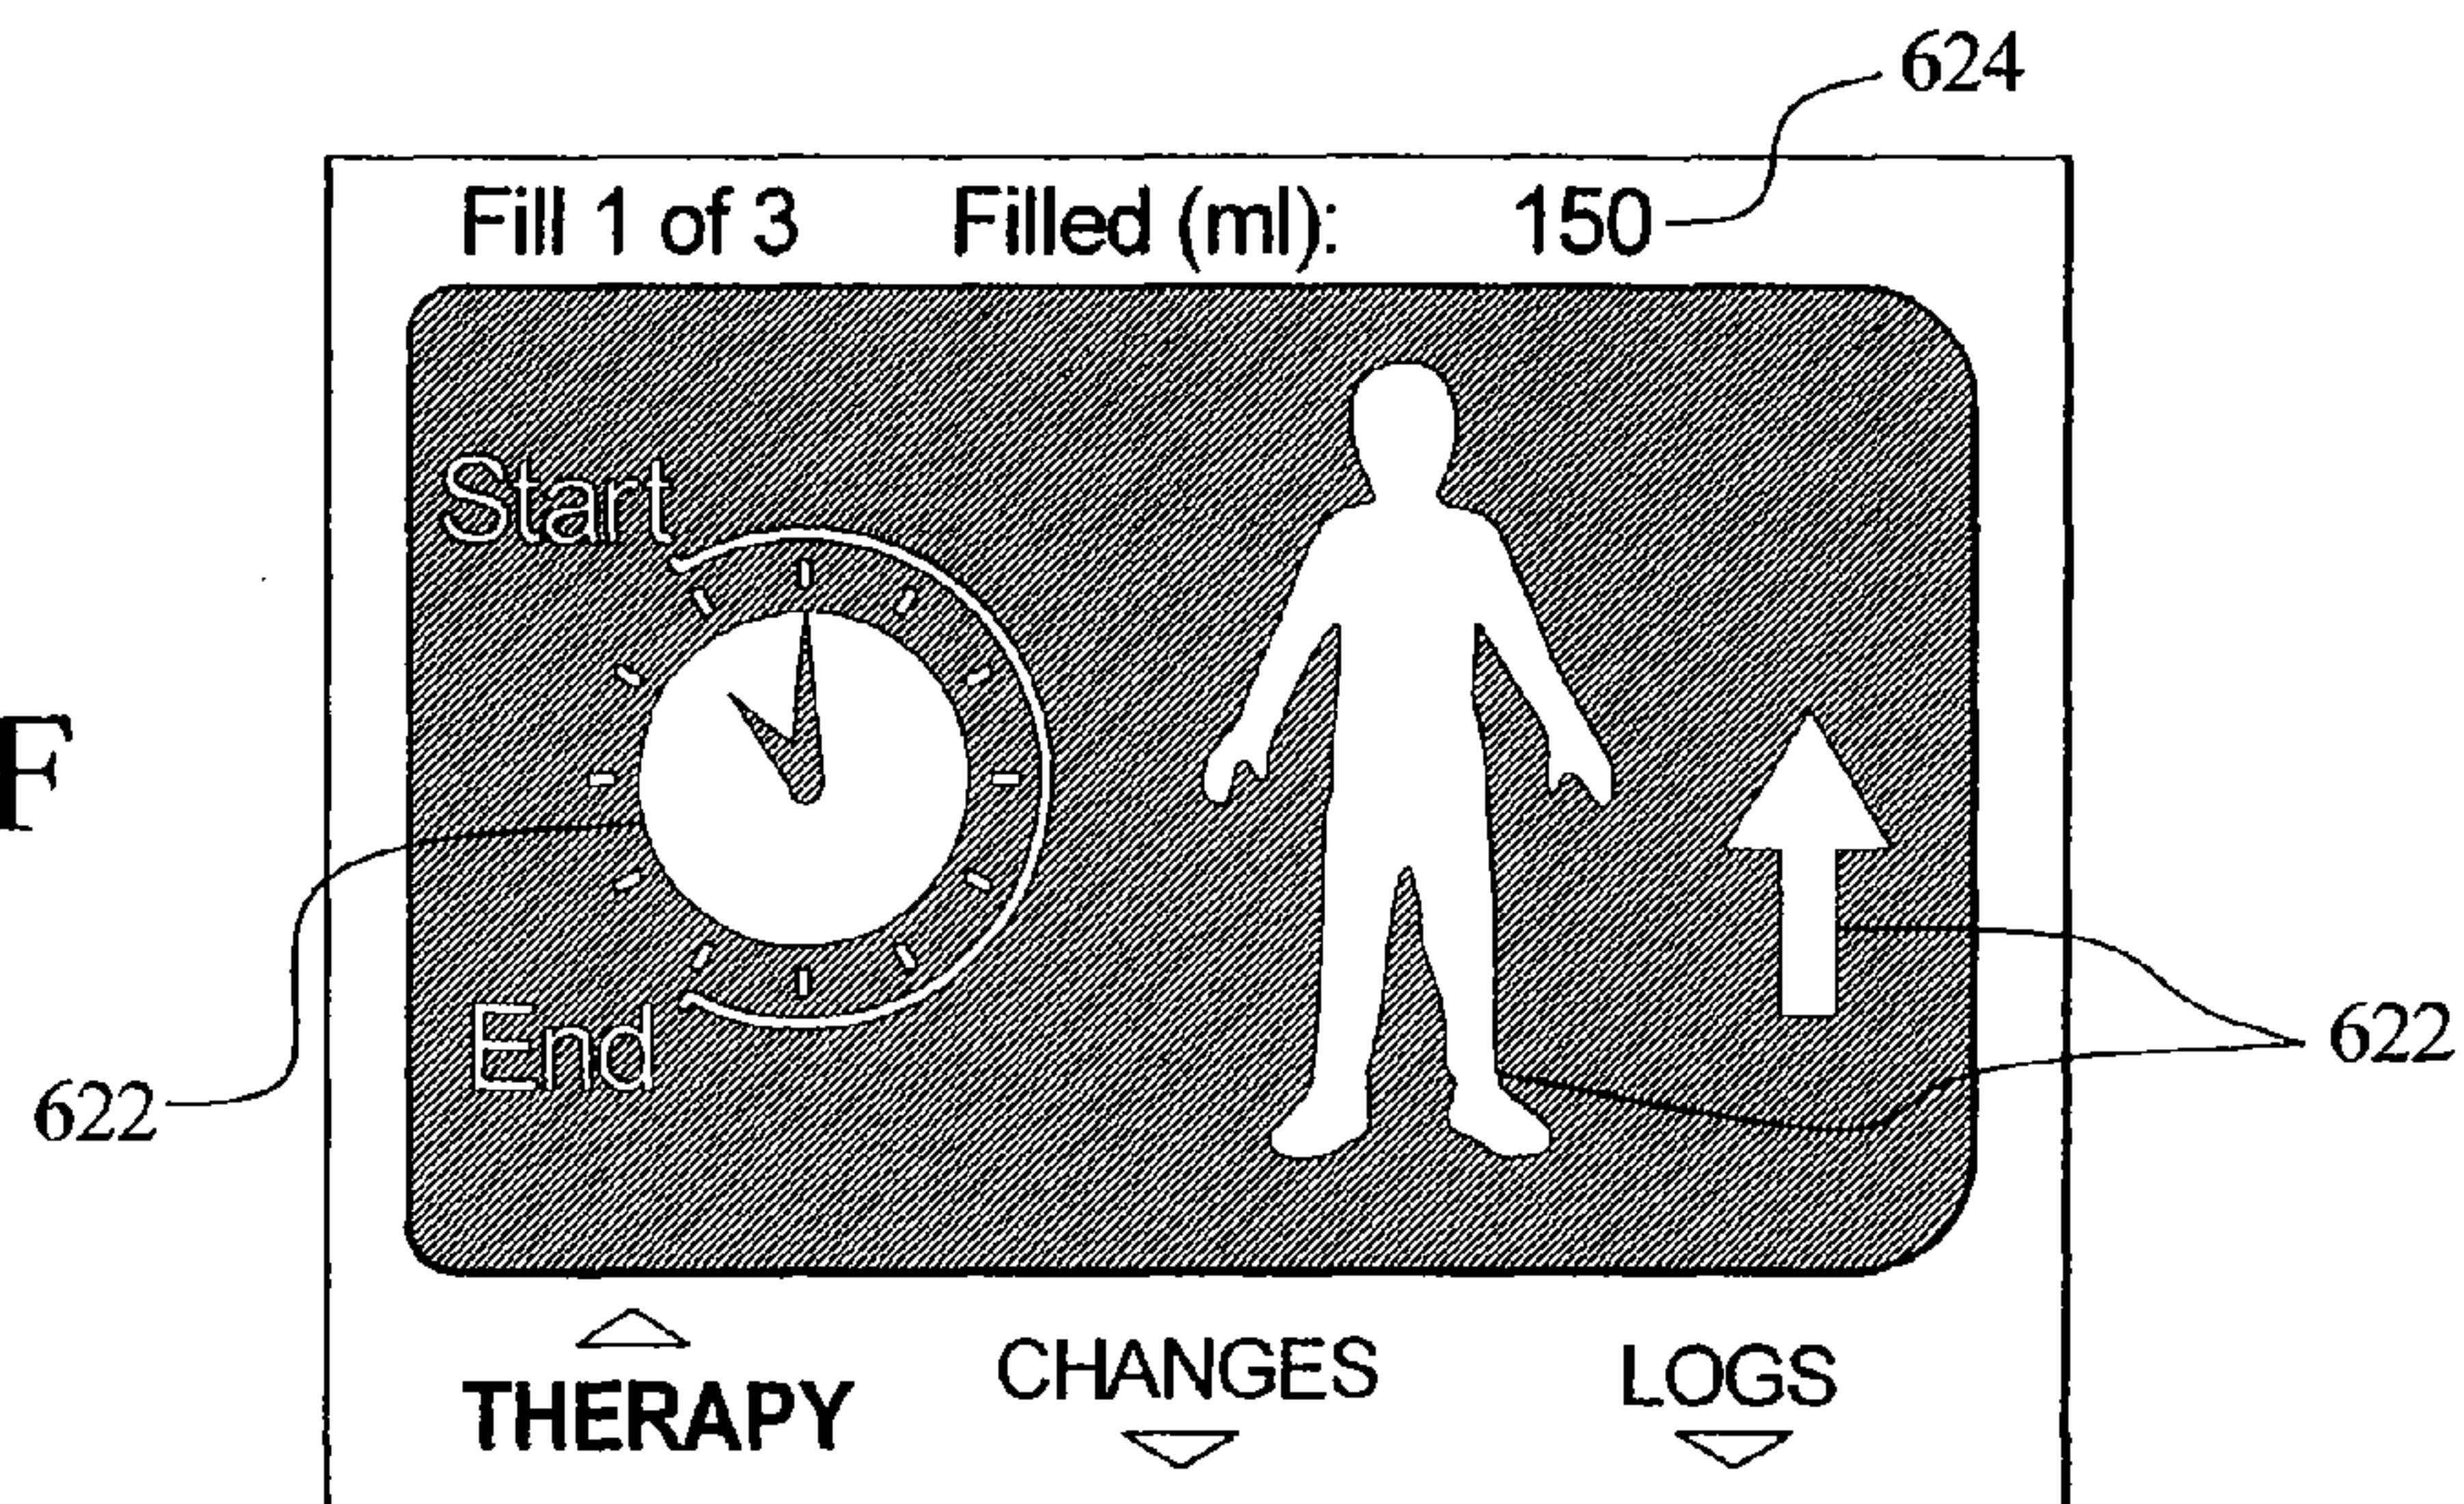 624
Fill 1 of 3 Filled (ml): 150
Start
F
End
622
622
THERAPY CHANGES LOGS